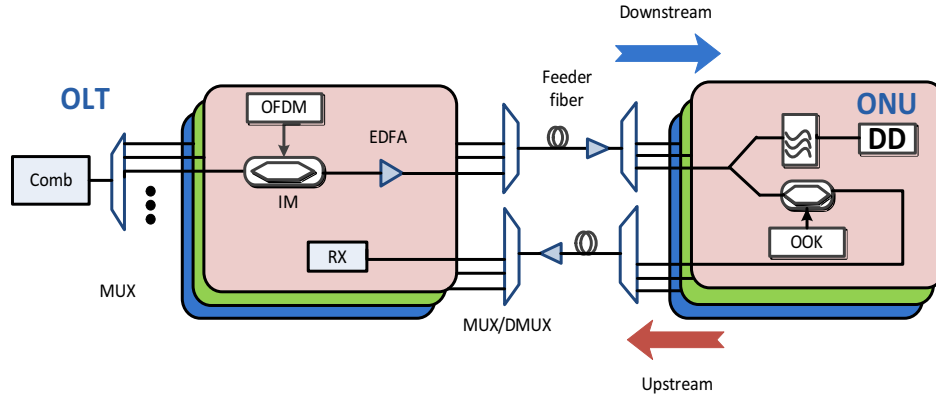 Downstream
OLT
OFDM
EDFA
Feeder
fiber
ONU
DD
Comb
IM
OOK
RX
MUX
MUX/DMUX
Upstream